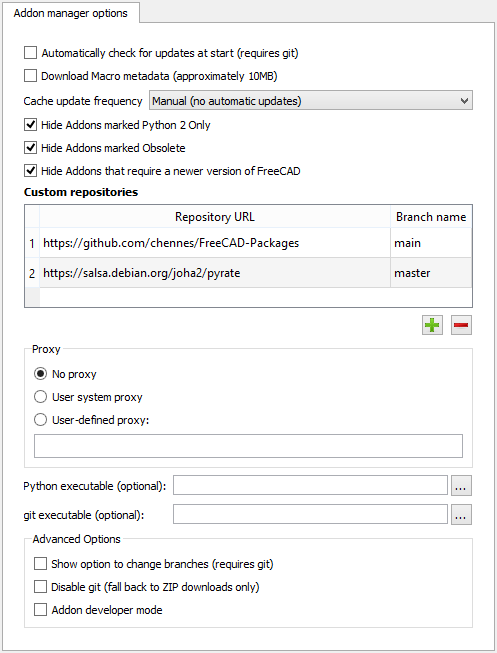 Addon manager options
Automatically check for updates at start (requires git)
Download Macro metadata (approximately 10MB)
Cache update frequency Manual (no automatic updates)
Hide Addons marked Python 2 Only
Hide Addons marked Obsolete
Hide Addons that require a newer version of FreeCAD
Custom repositories
Repository URL Branch name
1 https://github.com/chennes/FreeCAD-Packages main
2 https://salsa.debian.org/joha2/pyrate master
Proxy
No proxy
User system proxy
User-defined proxy:
Python executable (optional): ...
git executable (optional): ...
Advanced Options
Show option to change branches (requires git)
Disable git (fall back to ZIP downloads only)
Addon developer mode